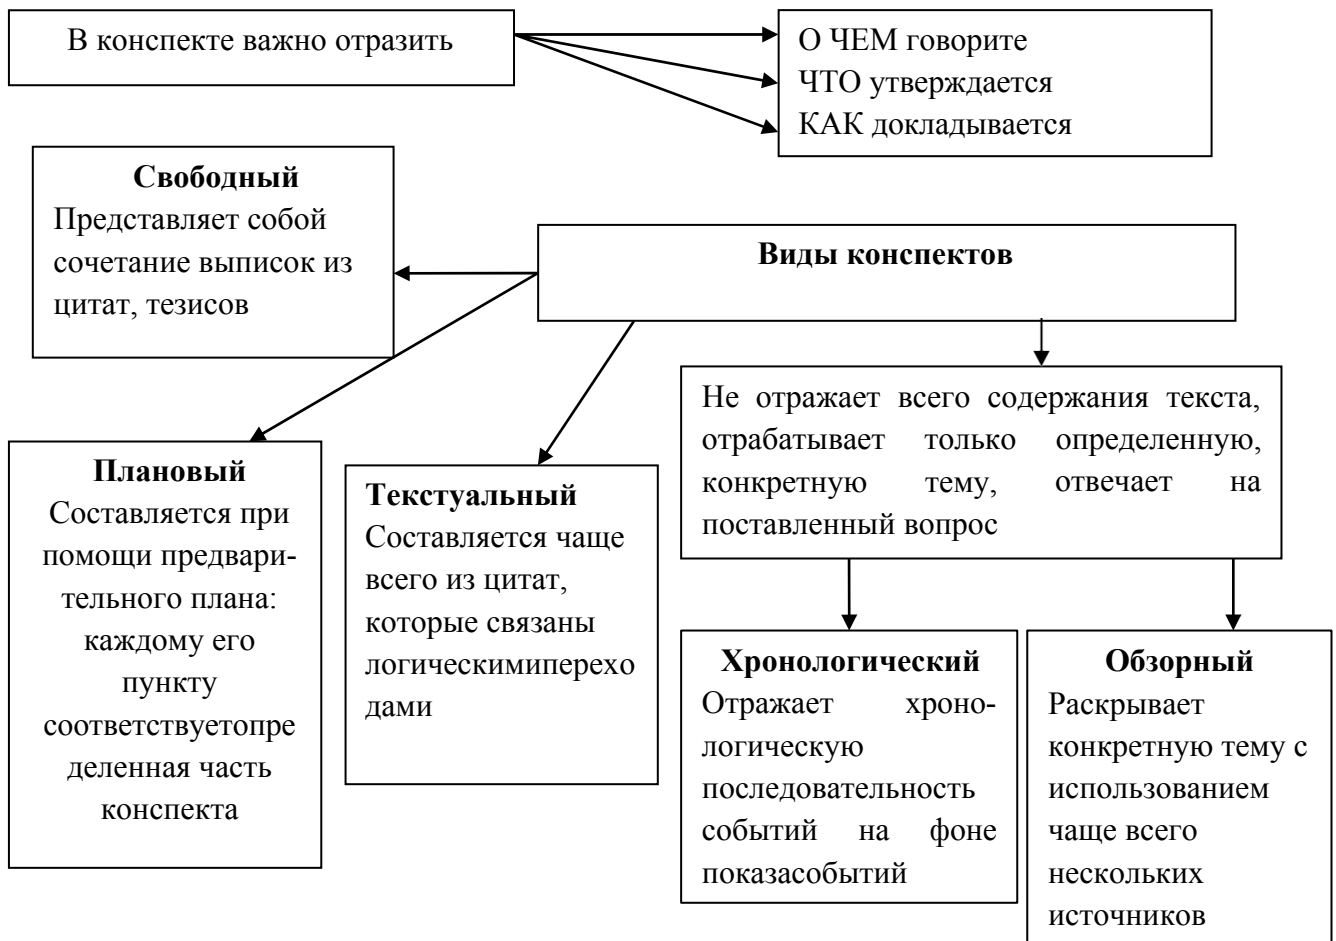 В конспекте важно отразить
О ЧЕМ говорите
ЧТО утверждается
КАК докладывается
Свободный
Представляет собой
сочетание выписок из
цитат, тезисов
Виды конспектов
Не отражает всего содержания текста,
отрабатывает только определенную,
конкретную тему, отвечает на
поставленный вопрос
Плановый
Составляется при
помощи предвари-
тельного плана:
каждому его
пункту
соответствуетопре
деленная часть
конспекта
Текстуальный
Составляется чаще
всего из цитат,
которые связаны
логическимиперехо
дами
Хронологический
Отражает хроно-
логическую
последовательность
событий на фоне
показасобытий
Обзорный
Раскрывает
конкретную тему с
использованием
чаще всего
нескольких
источников